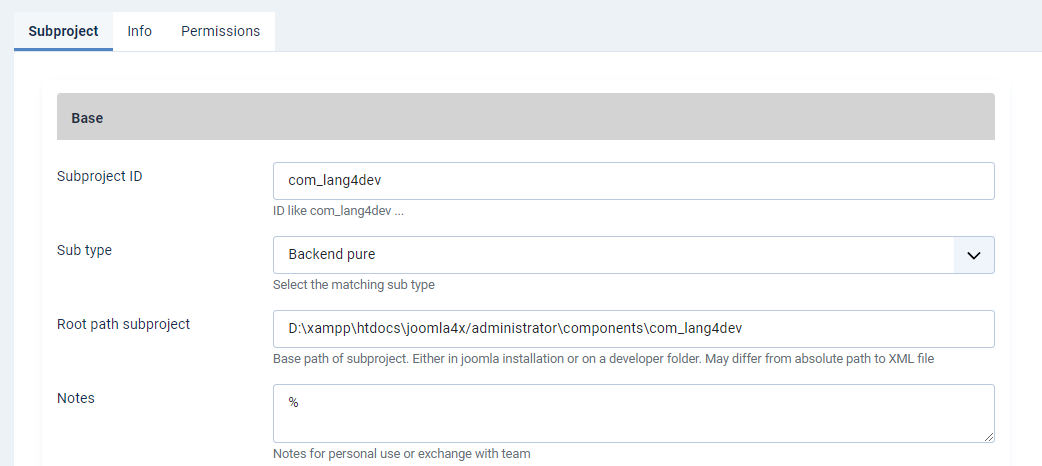 Subproject Info Permissions
Base
Subproject ID
com_lang4dev
ID like com_lang4dev ...
Sub type
Backend pure
Select the matching sub type
Root path subproject
D:\xampp\htdocs\joomla4x/administrator\components\com_lang4dev
Base path of subproject. Either in joomla installation or on a developer folder. May differ from absolute path to XML file
Notes
%
Notes for personal use or exchange with team